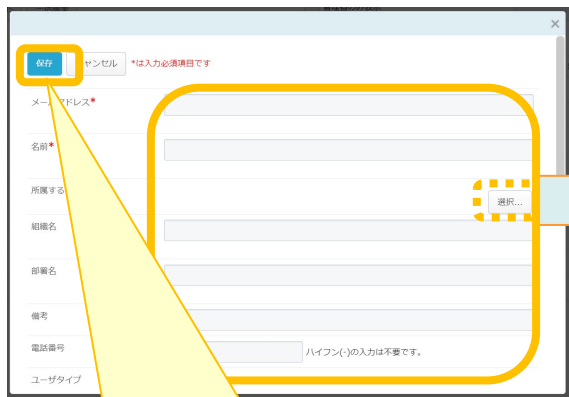 ×
保存 キャンセル *は入力必須項目です
メールアドレス*
名前*
所属する
選択...
組織名
部署名
備考
電話番号 ハイフン(-)の入力は不要です。
ユーザタイプ